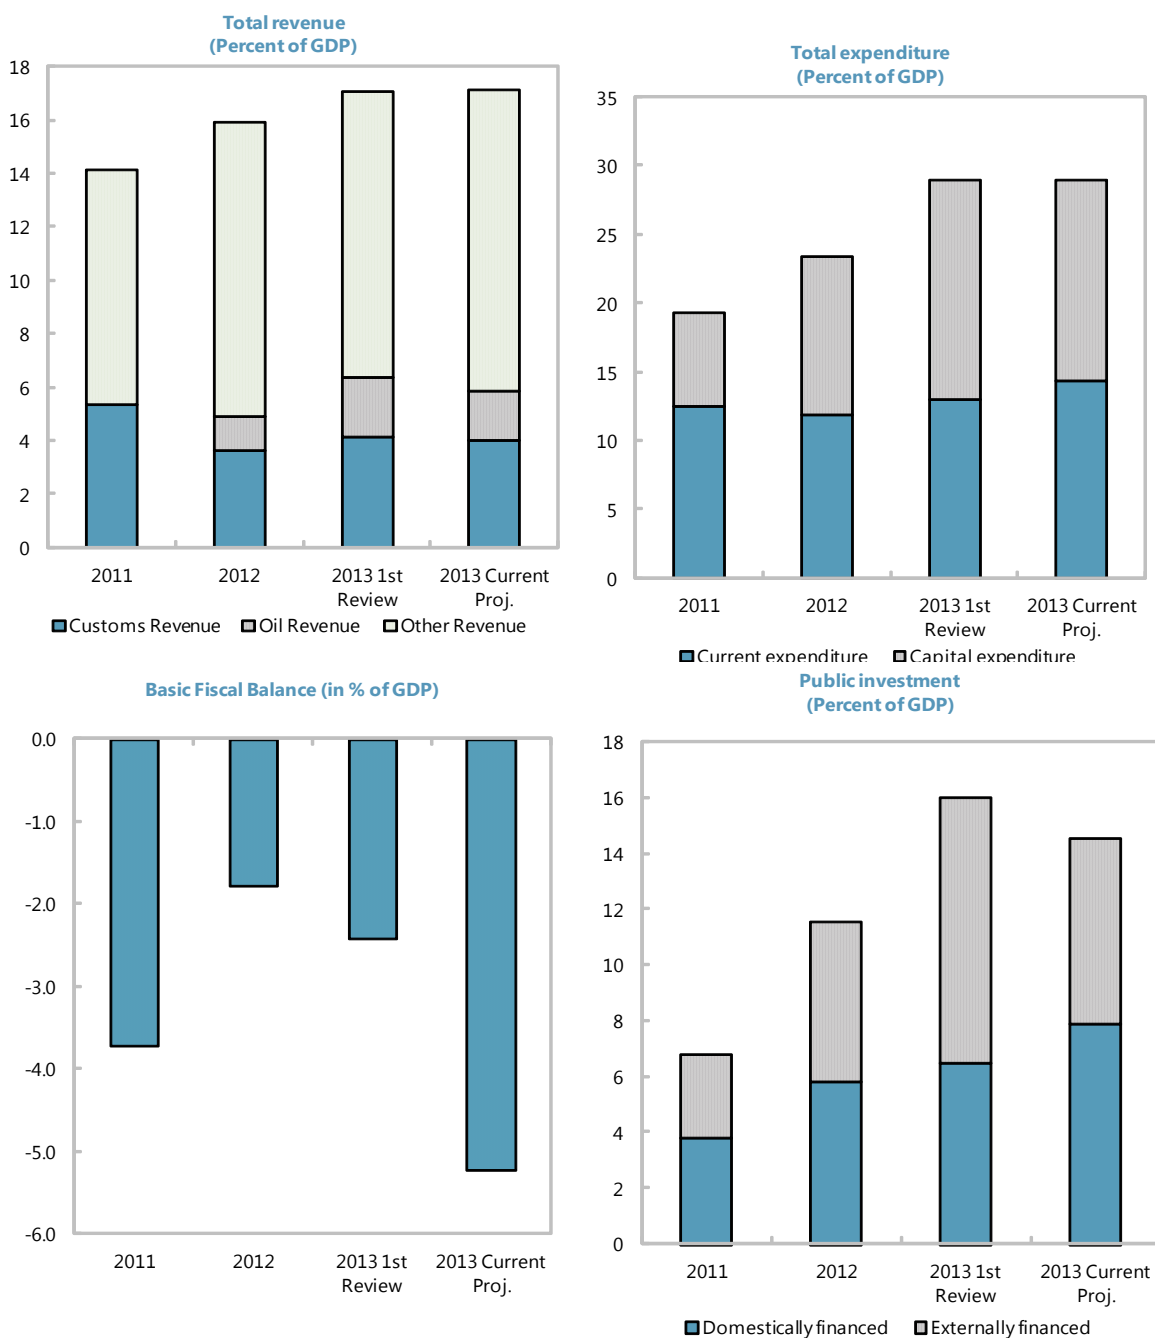 Total revenue
(Percent of GDP)
18
16
14
12
10
8
6
4
2
0
2011
2012
2013 1st
Review
2013 Current
Proj.
Customs Revenue
Oil Revenue
Other Revenue
Total expenditure
(Percent of GDP)
35
30
25
20
15
10
5
0
2011
2012
2013 1st
Review
2013 Current
Proj.
Current expenditure
Capital expenditure
Basic Fiscal Balance (in % of GDP)
0.0
-1.0
-2.0
-3.0
-4.0
-5.0
-6.0
2011
2012
2013 1st
Review
2013 Current
Proj.
Public investment
(Percent of GDP)
18
16
14
12
10
8
6
4
2
0
2011
2012
2013 1st
Review
2013 Current
Proj.
Domestically financed
Externally financed